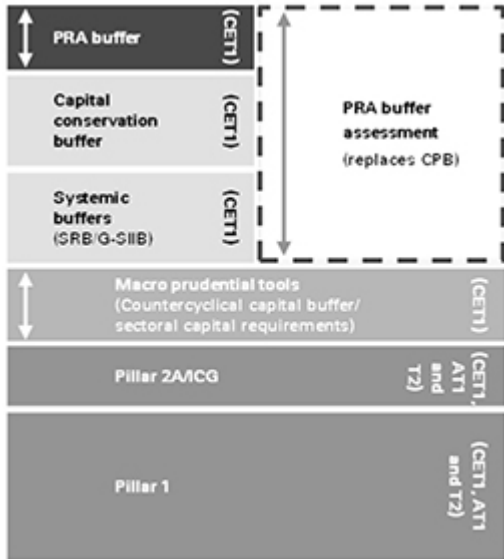 PRA buffer
(CET1)
Capital
conservation
buffer
(CET1)
Systemic
buffers
(SRB/G-SIIB)
(CET1)
PRA buffer
assessment
(replaces CPB)
Macro prudential tools
(Countercyclical capital buffer/
sectoral capital requirements)
(CET1)
Pillar 2A/ICG
(CET1,
AT1
and
T2)
Pillar 1
(CET1, AT1
and T2)